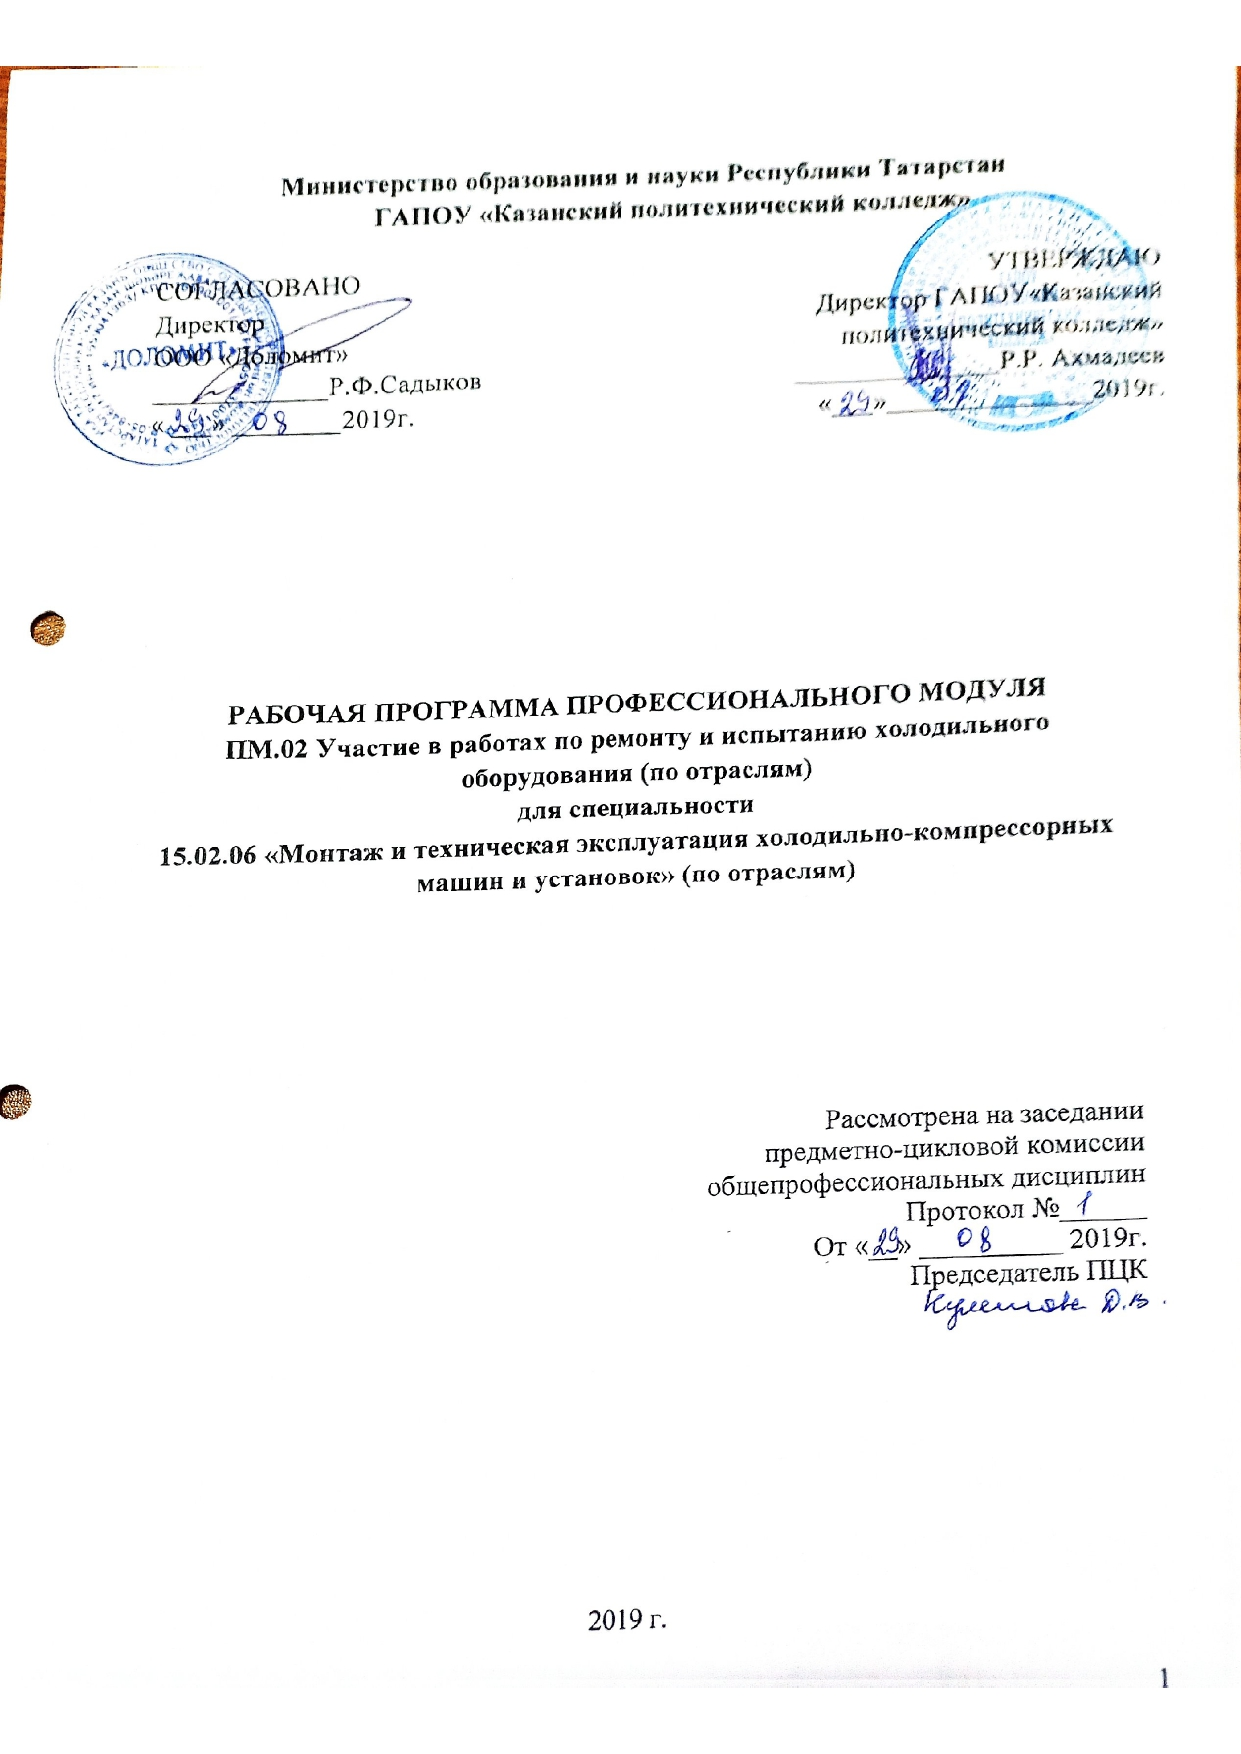 Министерство образования и науки Республики Татарстан
ГАПОУ «Казанский политехнический колледж»
СОГЛАСОВАНО
Директор
ООО «Доломит»
Р.Ф.Садыков
«29» 08 2019г.
«ДОЛОМИТ»
УТВЕРЖДАЮ
Директор ГАПОУ«Казанский
политехнический колледж»
Р.Р. Ахмадеев
«29» 2019г.
РАБОЧАЯ ПРОГРАММА ПРОФЕССИОНАЛЬНОГО МОДУЛЯ
ПМ.02 Участие в работах по ремонту и испытанию холодильного
оборудования (по отраслям)
для специальности
15.02.06 «Монтаж и техническая эксплуатация холодильно-компрессорных
машин и установок» (по отраслям)
Рассмотрена на заседании
предметно-цикловой комиссии
общепрофессиональных дисциплин
Протокол № 1
От «29» 08 2019г.
Председатель ПЦК
Кулешова Д.В.
2019 г.
1